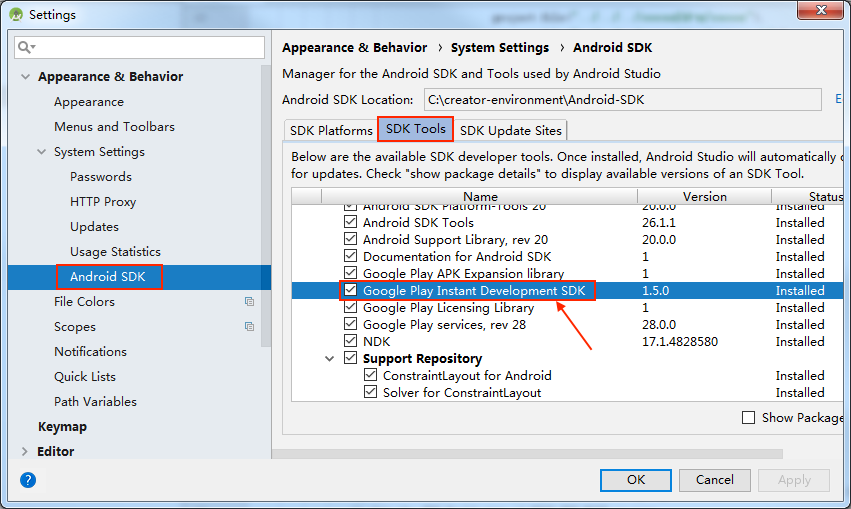 Settings
Appearance & Behavior
Appearance
Menus and Toolbars
System Settings
Passwords
HTTP Proxy
Updates
Usage Statistics
Android SDK
File Colors
Scopes
Notifications
Quick Lists
Path Variables
Keymap
Editor
Appearance & Behavior › System Settings › Android SDK
Manager for the Android SDK and Tools used by Android Studio
Android SDK Location: C:\creator-environment\Android-SDK
SDK Platforms SDK Tools SDK Update Sites
Below are the available SDK developer tools. Once installed, Android Studio will automatically
for updates. Check "show package details" to display available versions of an SDK Tool.
Name Version Status
Android SDK Platform-Tools 20 20.0.0 Installed
Android SDK Tools 26.1.1 Installed
Android Support Library, rev 20 20.0.0 Installed
Documentation for Android SDK 1 Installed
Google Play APK Expansion library 1 Installed
Google Play Instant Development SDK 1.5.0 Installed
Google Play Licensing Library 1 Installed
Google Play services, rev 28 28.0.0 Installed
NDK 17.1.4828580 Installed
Support Repository
ConstraintLayout for Android Installed
Solver for ConstraintLayout Installed
Show Package
? OK Cancel Apply